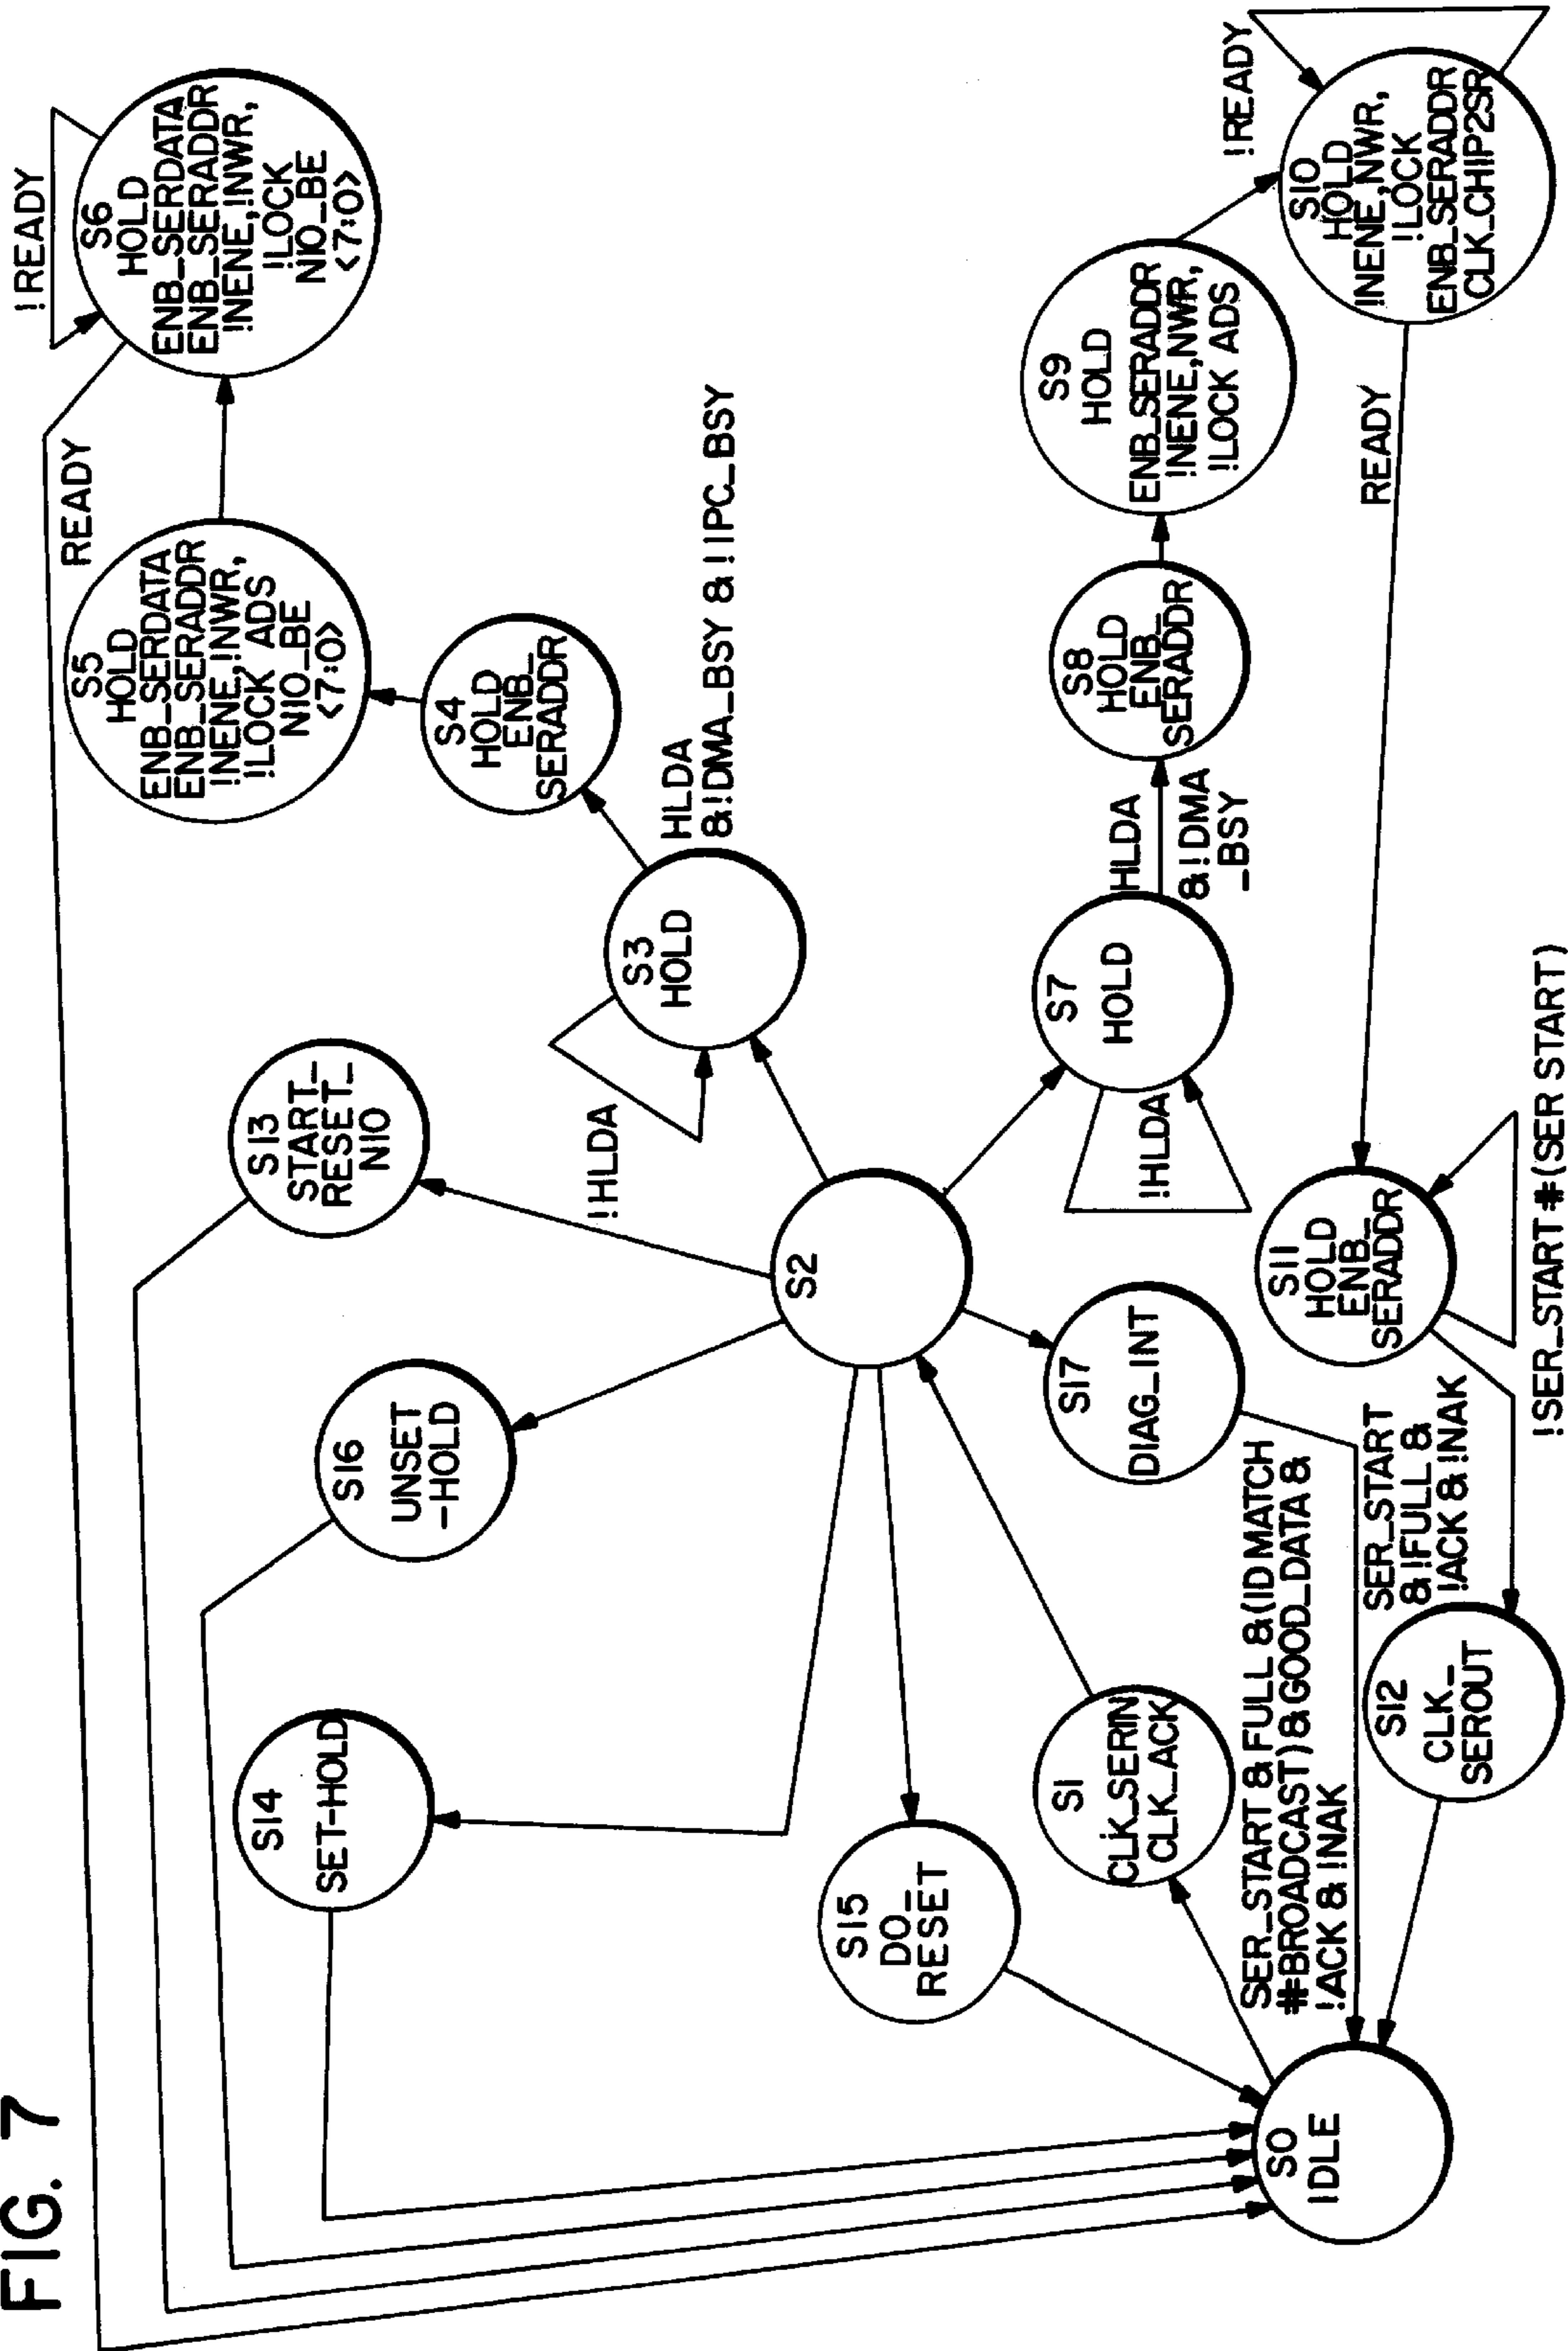 FIG. 7
S0
IDLE
SER_START & FULL & (ID MATCH
#BROADCAST) & GOOD_DATA &
!ACK & !NAK
S1
CLK_SERIN
CLK_ACK
S2
S14
SET-HOLD
S15
DO_
RESET
S16
UNSET
-HOLD
S13
START_
RESET_
NIO
S17
DIAG_INT
!HLDA
S3
HOLD
HLDA
&!DMA_BSY & !IPC_BSY
S4
HOLD
ENB_
SERADDR
S5
HOLD
ENB_SERDATA
ENB_SERADDR
!NENE,!NWR,
!LOCK ADS
NIO_BE
<7:0>
READY
S6
HOLD
ENB_SERDATA
ENB_SERADDR
!NENE,!NWR,
!LOCK
NIO_BE
<7:0>
!READY
!HLDA
S7
HOLD
HLDA
&!DMA
_BSY
S8
HOLD
ENB_
SERADDR
S9
HOLD
ENB_SERADDR
!NENE,NWR,
!LOCK ADS
!READY
S10
HOLD
!NENE,NWR,
!LOCK
ENB_SERADDR
CLK_CHIP2SR
READY
S11
HOLD
ENB_
SERADDR
!SER_START # (SER START)
SER_START
& !FULL &
!ACK & !NAK
S12
CLK_
SEROUT